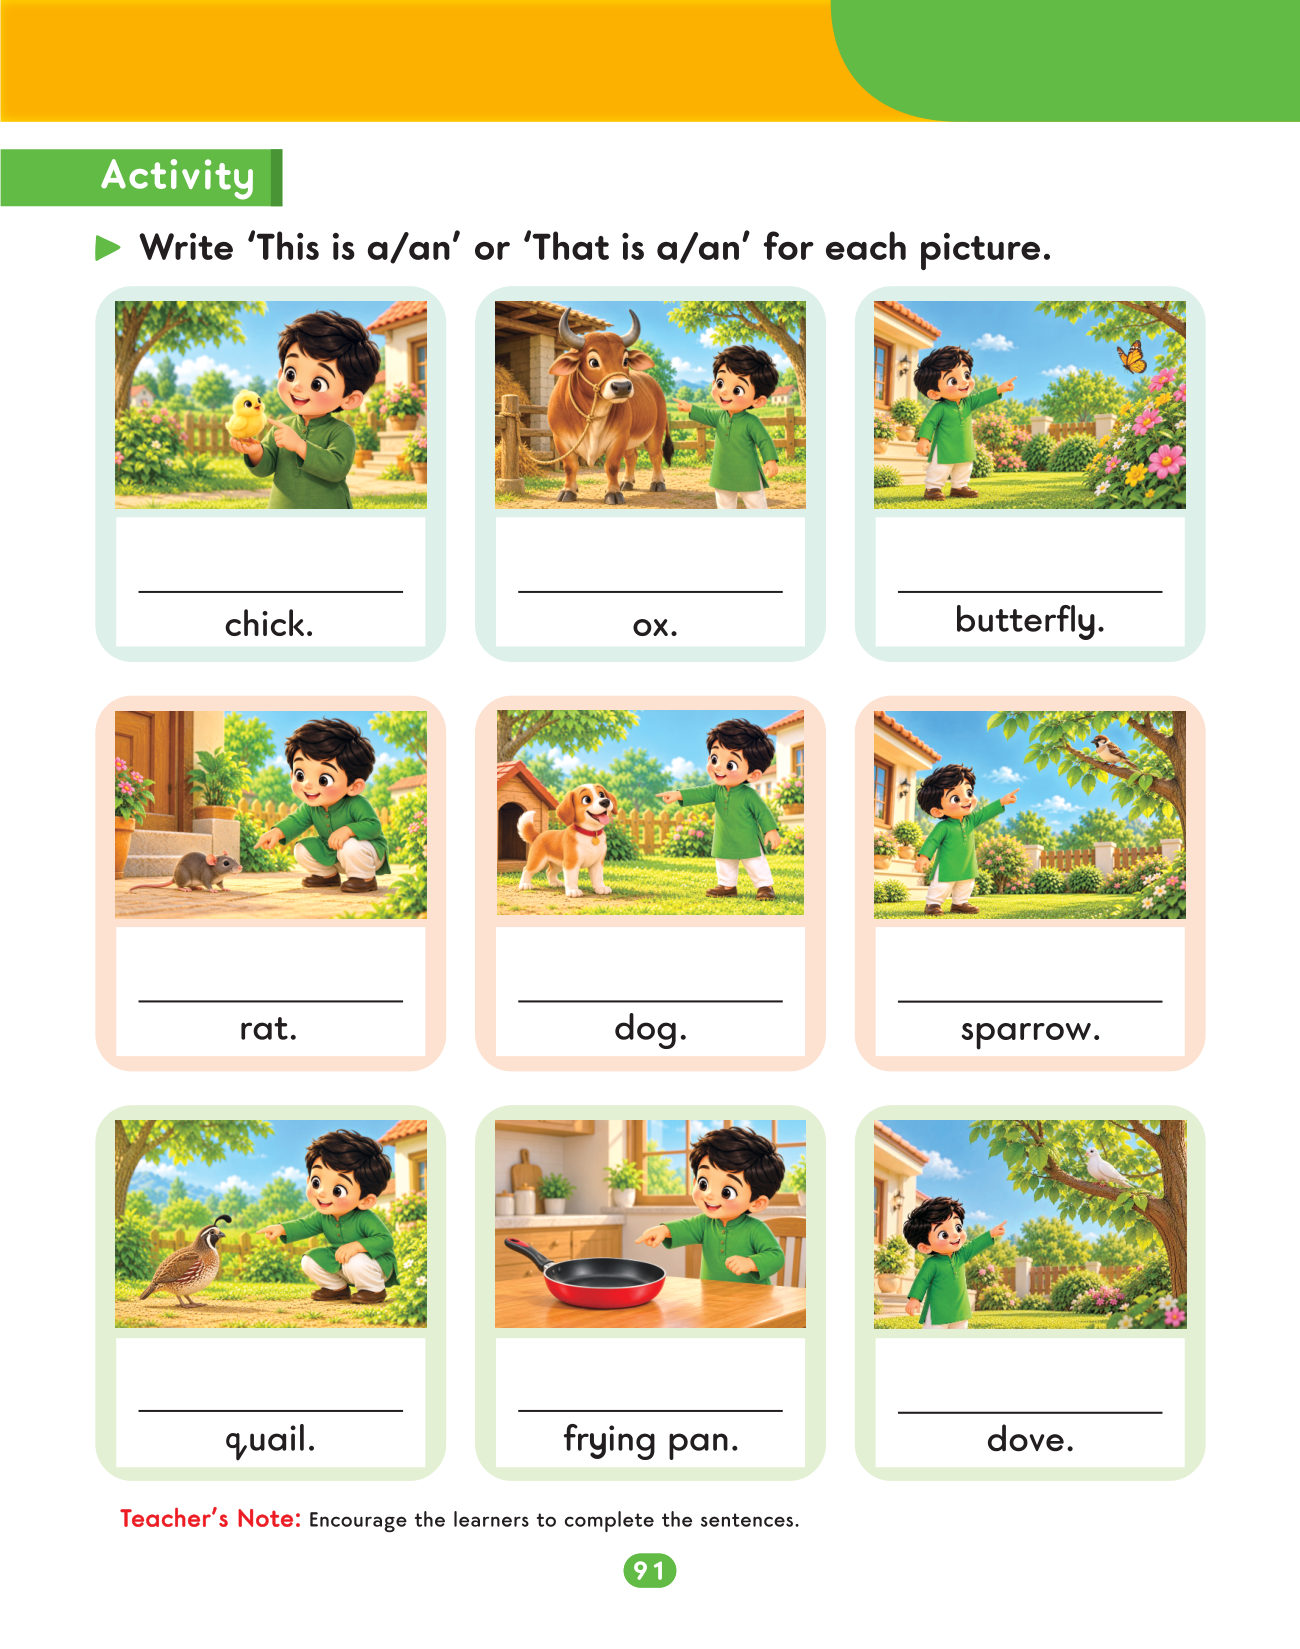 Activity
Write ‘This is a/an’ or ‘That is a/an’ for each picture.
chick.
ox.
butterfly.
rat.
dog.
sparrow.
quail.
frying pan.
dove.
Teacher’s Note: Encourage the learners to complete the sentences.
91